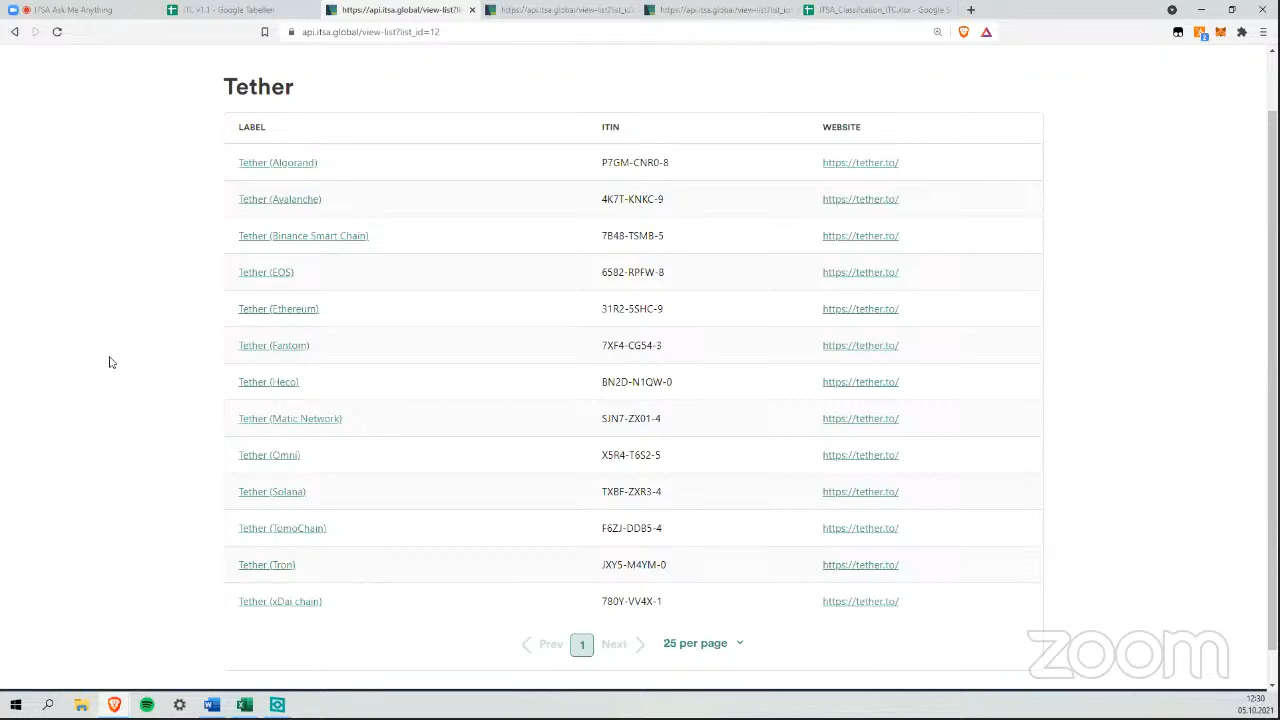 ITSA Ask Me Anything
ITC v1.1 - Google Tabellen
https://api.itsa.global/view-list?l
https://api.itsa.global/view-list?list_id=
https://api.itsa.global/view-list?list_id=
ITSA_Classifcation_ITC.xlsx - Google S
api.itsa.global/view-list?list_id=12
2
Tether
LABEL ITIN WEBSITE
Tether (Algorand) P7GM-CNR0-8 https://tether.to/
Tether (Avalanche) 4K7T-KNKC-9 https://tether.to/
Tether (Binance Smart Chain) 7B48-TSMB-5 https://tether.to/
Tether (EOS) 6582-RPFW-8 https://tether.to/
Tether (Ethereum) 31R2-5SHC-9 https://tether.to/
Tether (Fantom) 7XF4-CG54-3 https://tether.to/
Tether (Heco) BN2D-N1QW-0 https://tether.to/
Tether (Matic Network) SJN7-ZX01-4 https://tether.to/
Tether (Omni) X5R4-T6S2-5 https://tether.to/
Tether (Solana) TXBF-ZXR3-4 https://tether.to/
Tether (TomoChain) F6ZJ-DDB5-4 https://tether.to/
Tether (Tron) JXY5-M4YM-0 https://tether.to/
Tether (xDai chain) 780Y-VV4X-1 https://tether.to/
Prev 1 Next 25 per page
zoom
12:30
05.10.2021